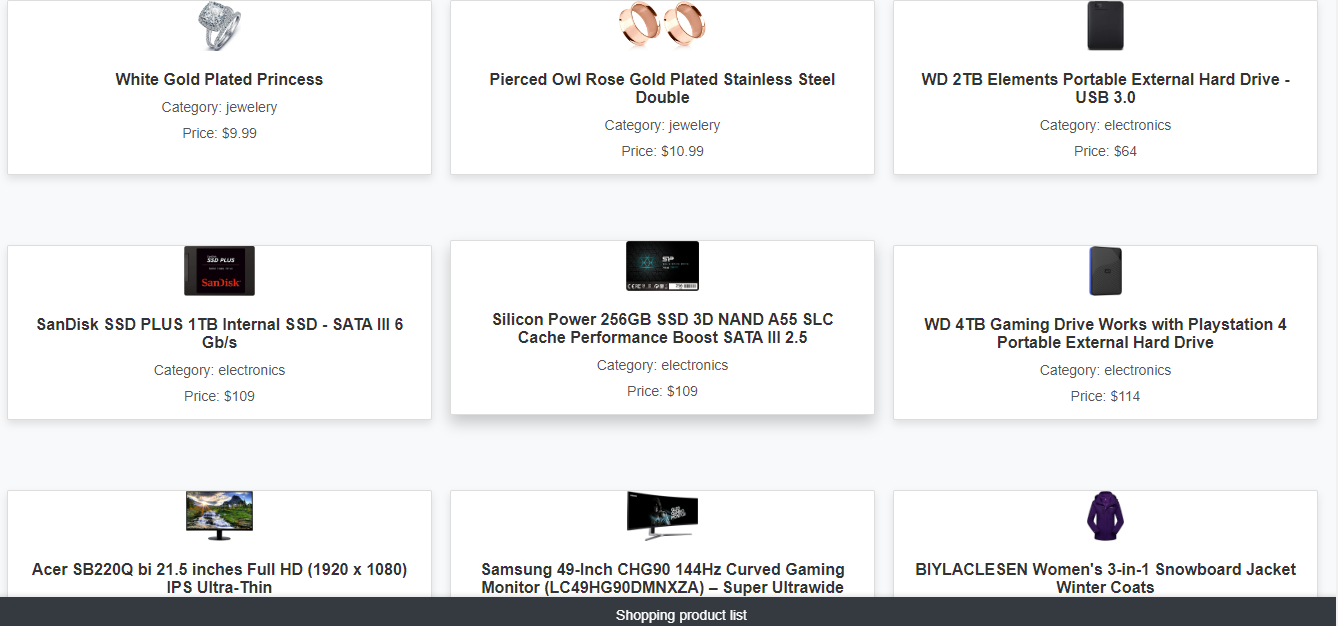 White Gold Plated Princess
Category: jewelery
Price: $9.99
Pierced Owl Rose Gold Plated Stainless Steel
Double
Category: jewelery
Price: $10.99
WD 2TB Elements Portable External Hard Drive -
USB 3.0
Category: electronics
Price: $64
SSD PLUS
SanDisk
SanDisk SSD PLUS 1TB Internal SSD - SATA III 6
Gb/s
Category: electronics
Price: $109
SP
Silicon Power 256GB SSD 3D NAND A55 SLC
Cache Performance Boost SATA III 2.5
Category: electronics
Price: $109
WD 4TB Gaming Drive Works with Playstation 4
Portable External Hard Drive
Category: electronics
Price: $114
Acer SB220Q bi 21.5 inches Full HD (1920 x 1080)
IPS Ultra-Thin
Samsung 49-Inch CHG90 144Hz Curved Gaming
Monitor (LC49HG90DMNXZA) – Super Ultrawide
BIYLACLESEN Women's 3-in-1 Snowboard Jacket
Winter Coats
Shopping product list